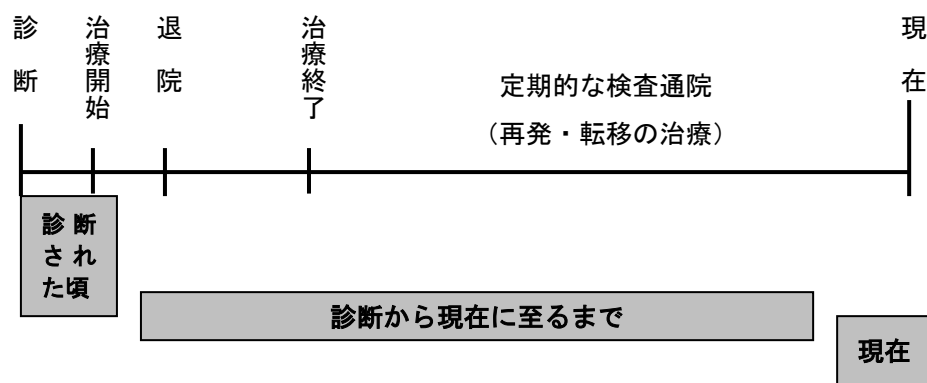 診断
治療開始
退院
治療終了
定期的な検査通院
（再発・転移の治療）
現在
診断
され
た頃
診断から現在に至るまで
現在